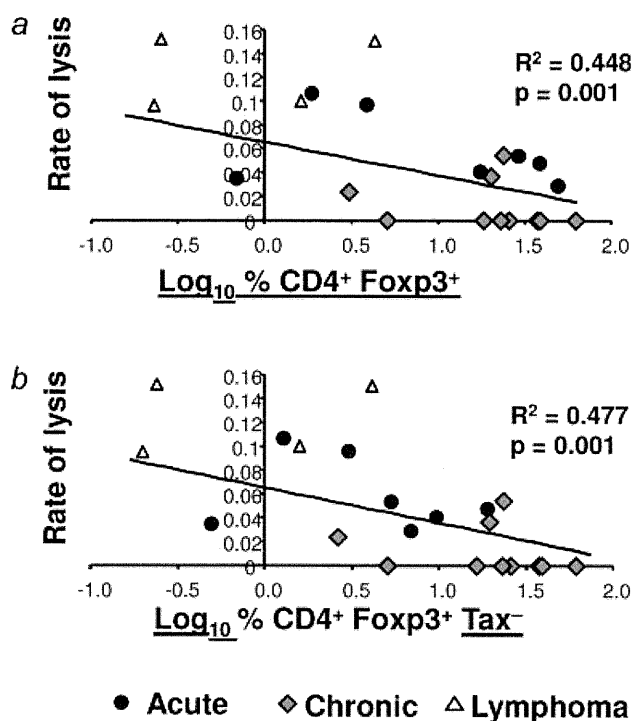 a
Rate of lysis
0.16
0.14
0.12
0.1
0.08
0.06
0.04
0.02
0
R² = 0.448
p = 0.001
-1.0 -0.5 0.0 0.5 1.0 1.5 2.0
Log₁₀ % CD4⁺ Foxp3⁺
b
Rate of lysis
0.16
0.14
0.12
0.1
0.08
0.06
0.04
0.02
0
R² = 0.477
p = 0.001
-1.0 -0.5 0.0 0.5 1.0 1.5 2.0
Log₁₀ % CD4⁺ Foxp3⁺ Tax⁻
Acute Chronic Lymphoma